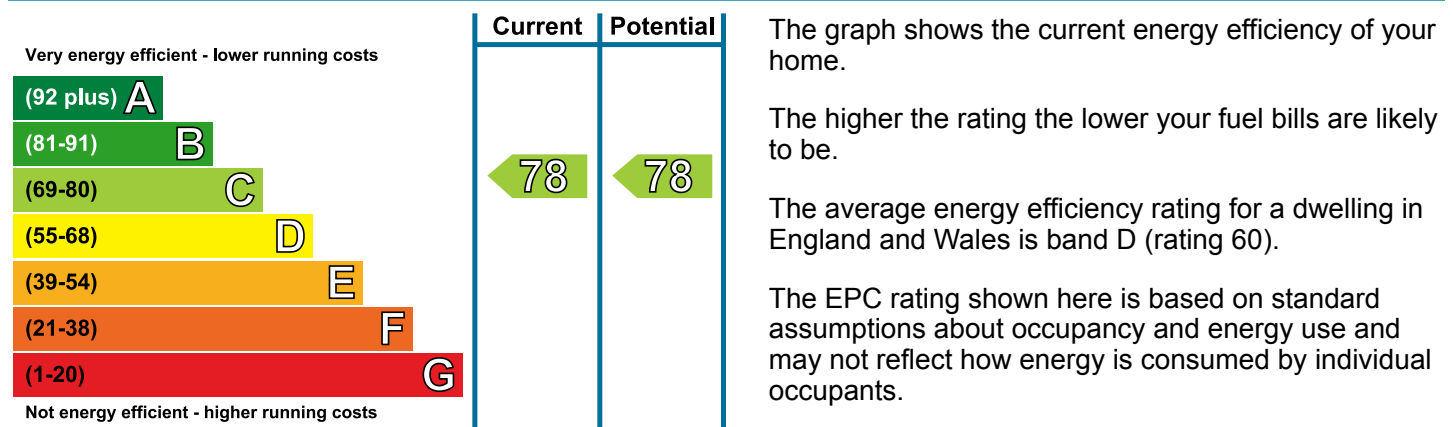 Current Potential
Very energy efficient - lower running costs
(92 plus) A
(81-91) B
(69-80) C
(55-68) D
(39-54) E
(21-38) F
(1-20) G
Not energy efficient - higher running costs
78 78
The graph shows the current energy efficiency of your
home.
The higher the rating the lower your fuel bills are likely
to be.
The average energy efficiency rating for a dwelling in
England and Wales is band D (rating 60).
The EPC rating shown here is based on standard
assumptions about occupancy and energy use and
may not reflect how energy is consumed by individual
occupants.